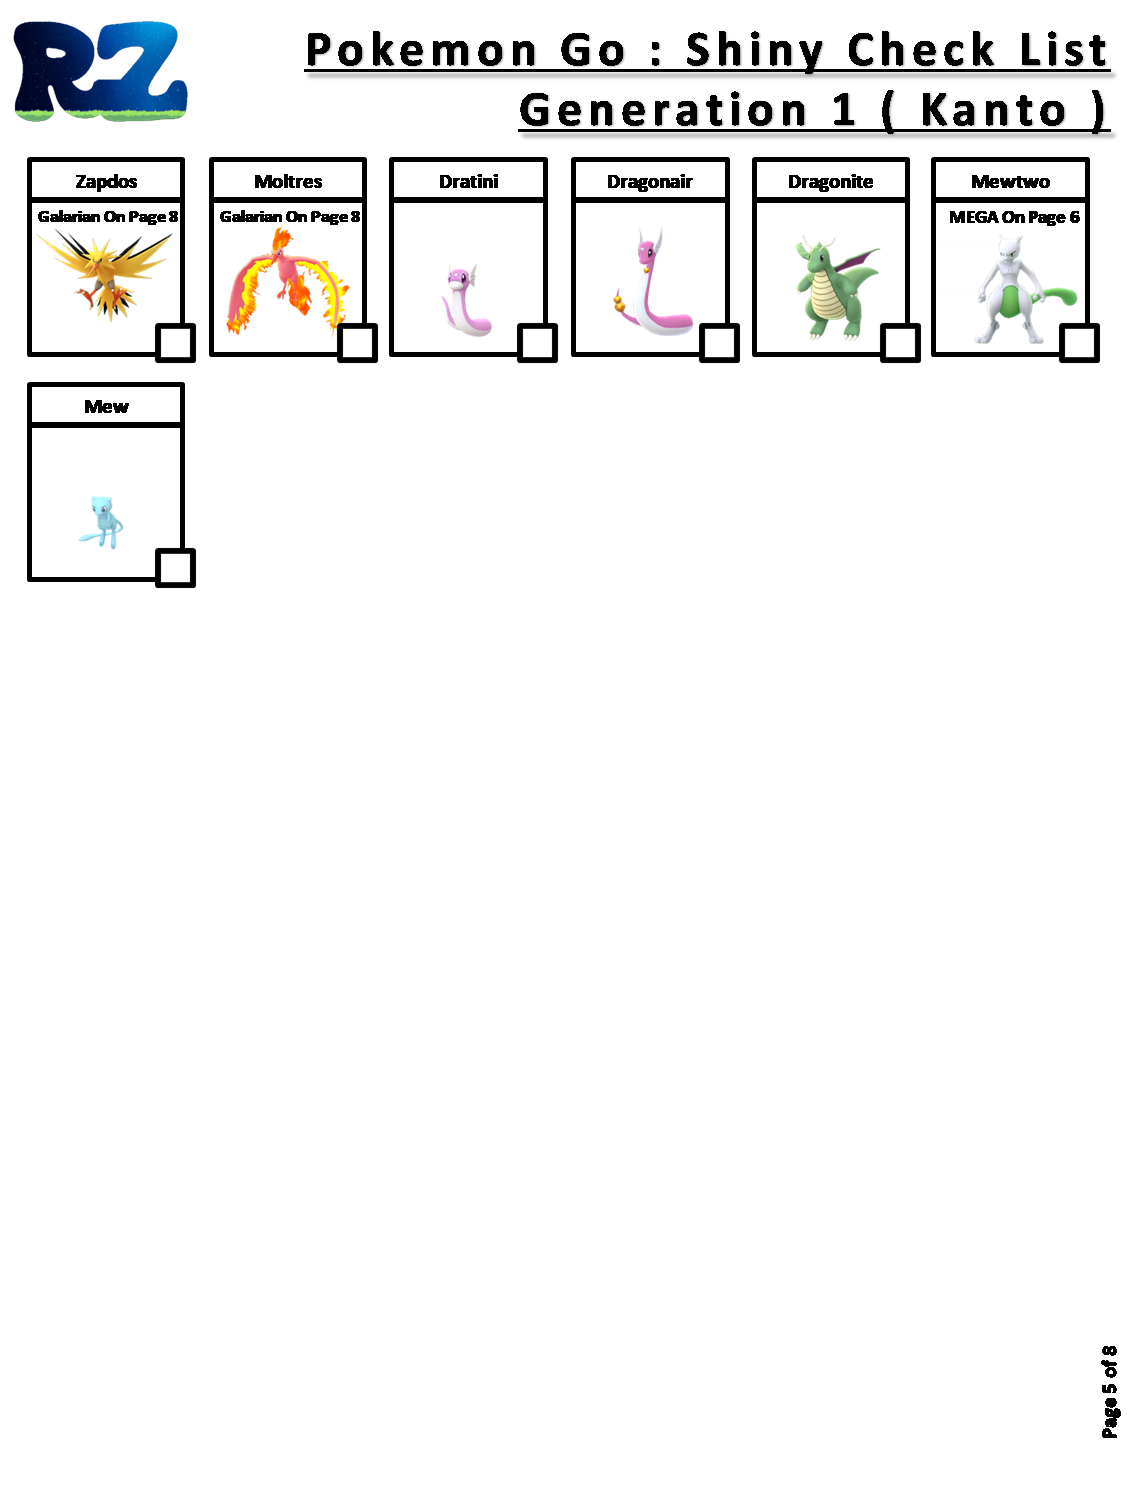 RZ
Pokemon Go : Shiny Check List
Generation 1 ( Kanto )
Zapdos
Galarian On Page 8
Moltres
Galarian On Page 8
Dratini
Dragonair
Dragonite
Mewtwo
MEGA On Page 6
Mew
Page 5 of 8